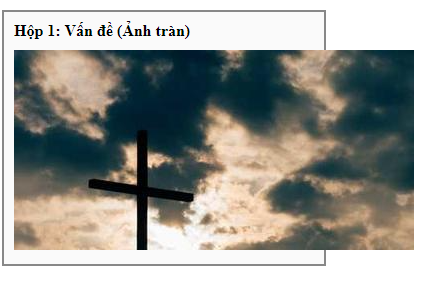 Hộp 1: Vấn đề (Ảnh tràn)